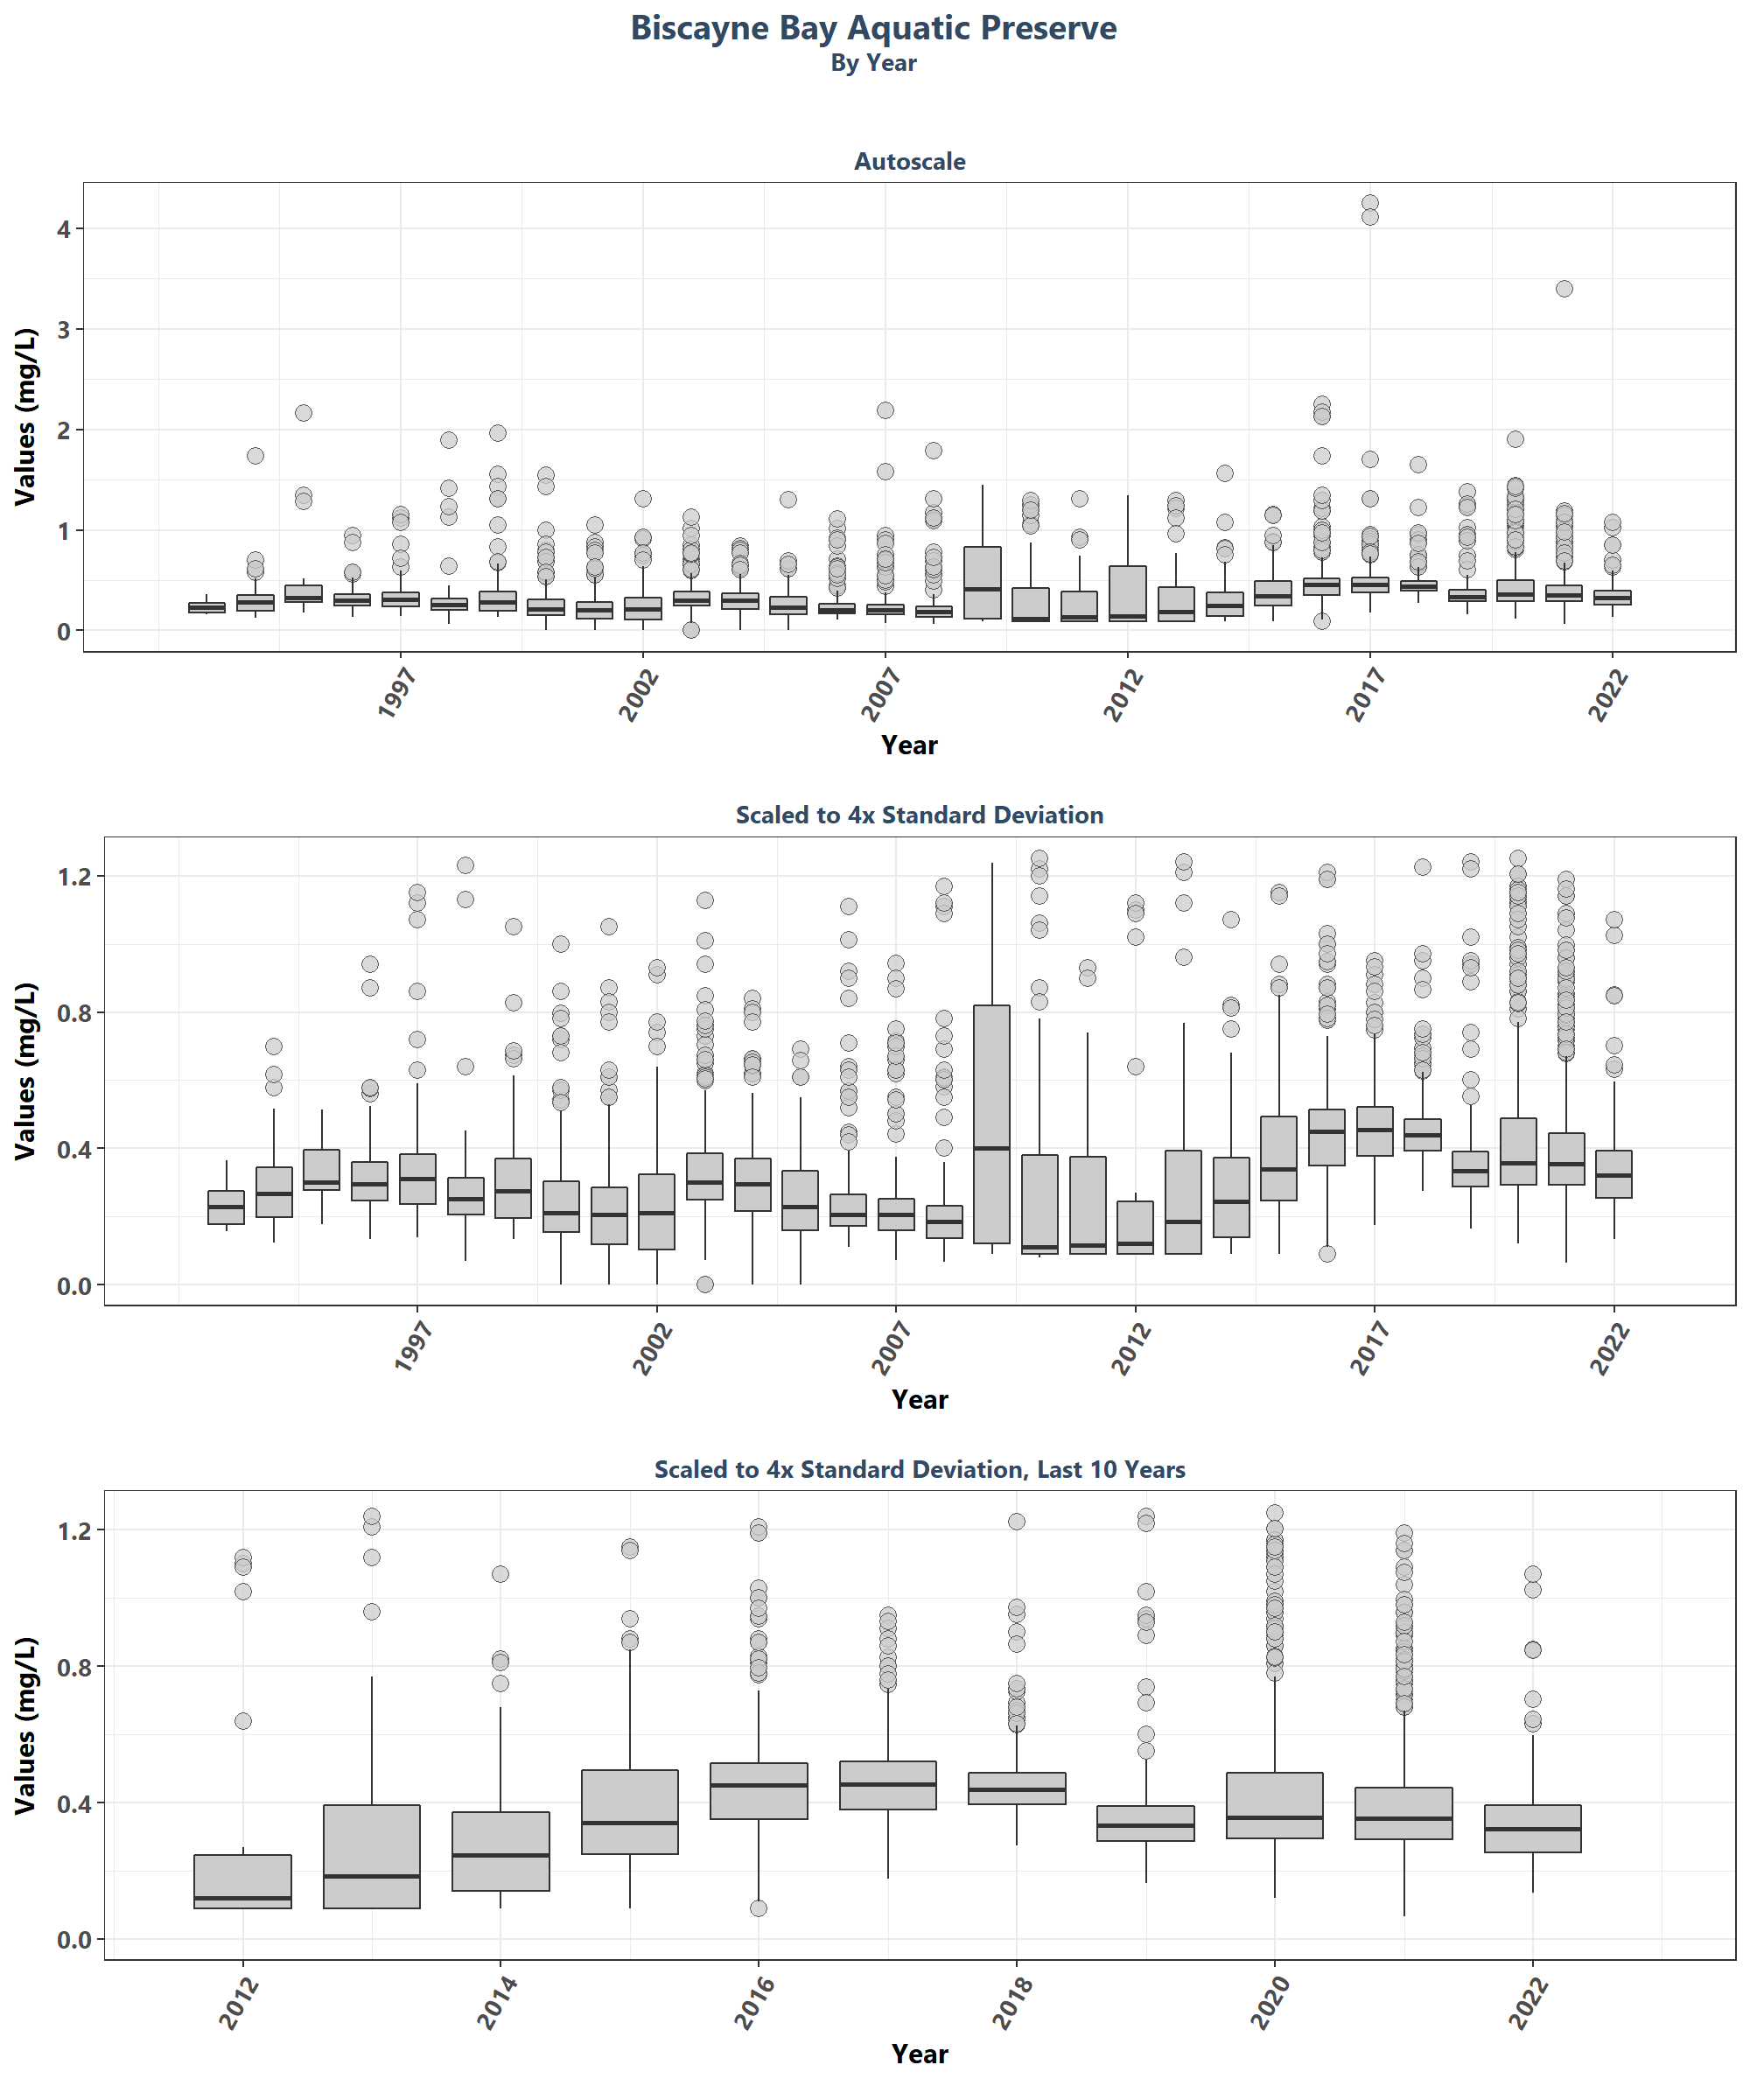 Biscayne Bay Aquatic Preserve
By Year
Autoscale
Values (mg/L)
4
3
2
1
0
1997 2002 2007 2012 2017 2022
Year
Scaled to 4x Standard Deviation
Values (mg/L)
1.2
0.8
0.4
0.0
1997 2002 2007 2012 2017 2022
Year
Scaled to 4x Standard Deviation, Last 10 Years
Values (mg/L)
1.2
0.8
0.4
0.0
2012 2014 2016 2018 2020 2022
Year